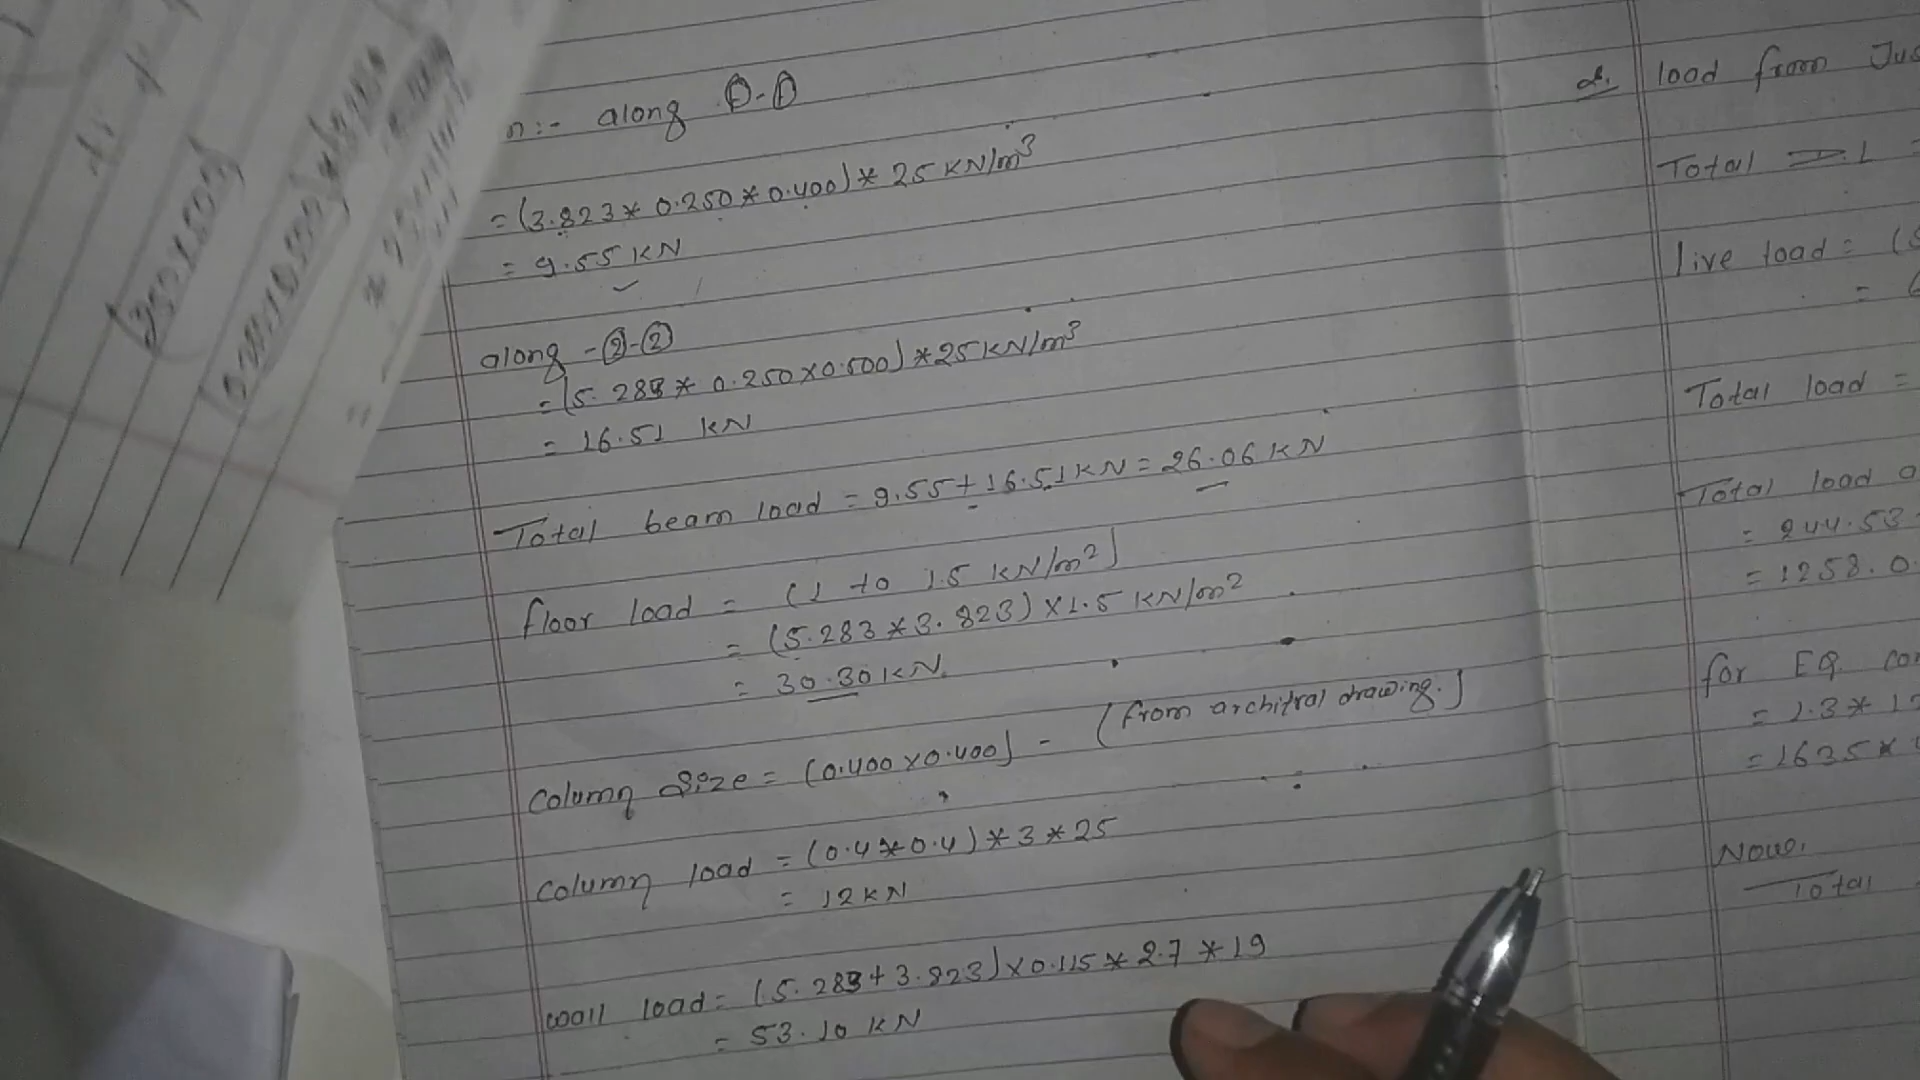 n:- along D-D
= (3.823 * 0.250 * 0.400) * 25 KN/m³
= 9.55 KN
along - ②-②
= (5.283 * 0.250 x 0.500) * 25 KN/m³
= 16.51 KN
Total beam load = 9.55 + 16.51 KN = 26.06 KN
floor load = (1 to 1.5 KN/m²)
= (5.283 * 3.823) x 1.5 KN/m²
= 30.30 KN.
Column Size = (0.400 x 0.400) - (from architral drawing.)
Column load = (0.4 * 0.4) * 3 * 25
= 12 KN
wall load = (5.283 + 3.823) x 0.115 * 2.7 * 19
= 53.10 KN
2. load from
Total D.L =
live load = (5
= 6
Total load =
Total load
= 244.53
= 1258.0
for EQ.
= 1.3 * 12
= 1635 x
Now,
Total